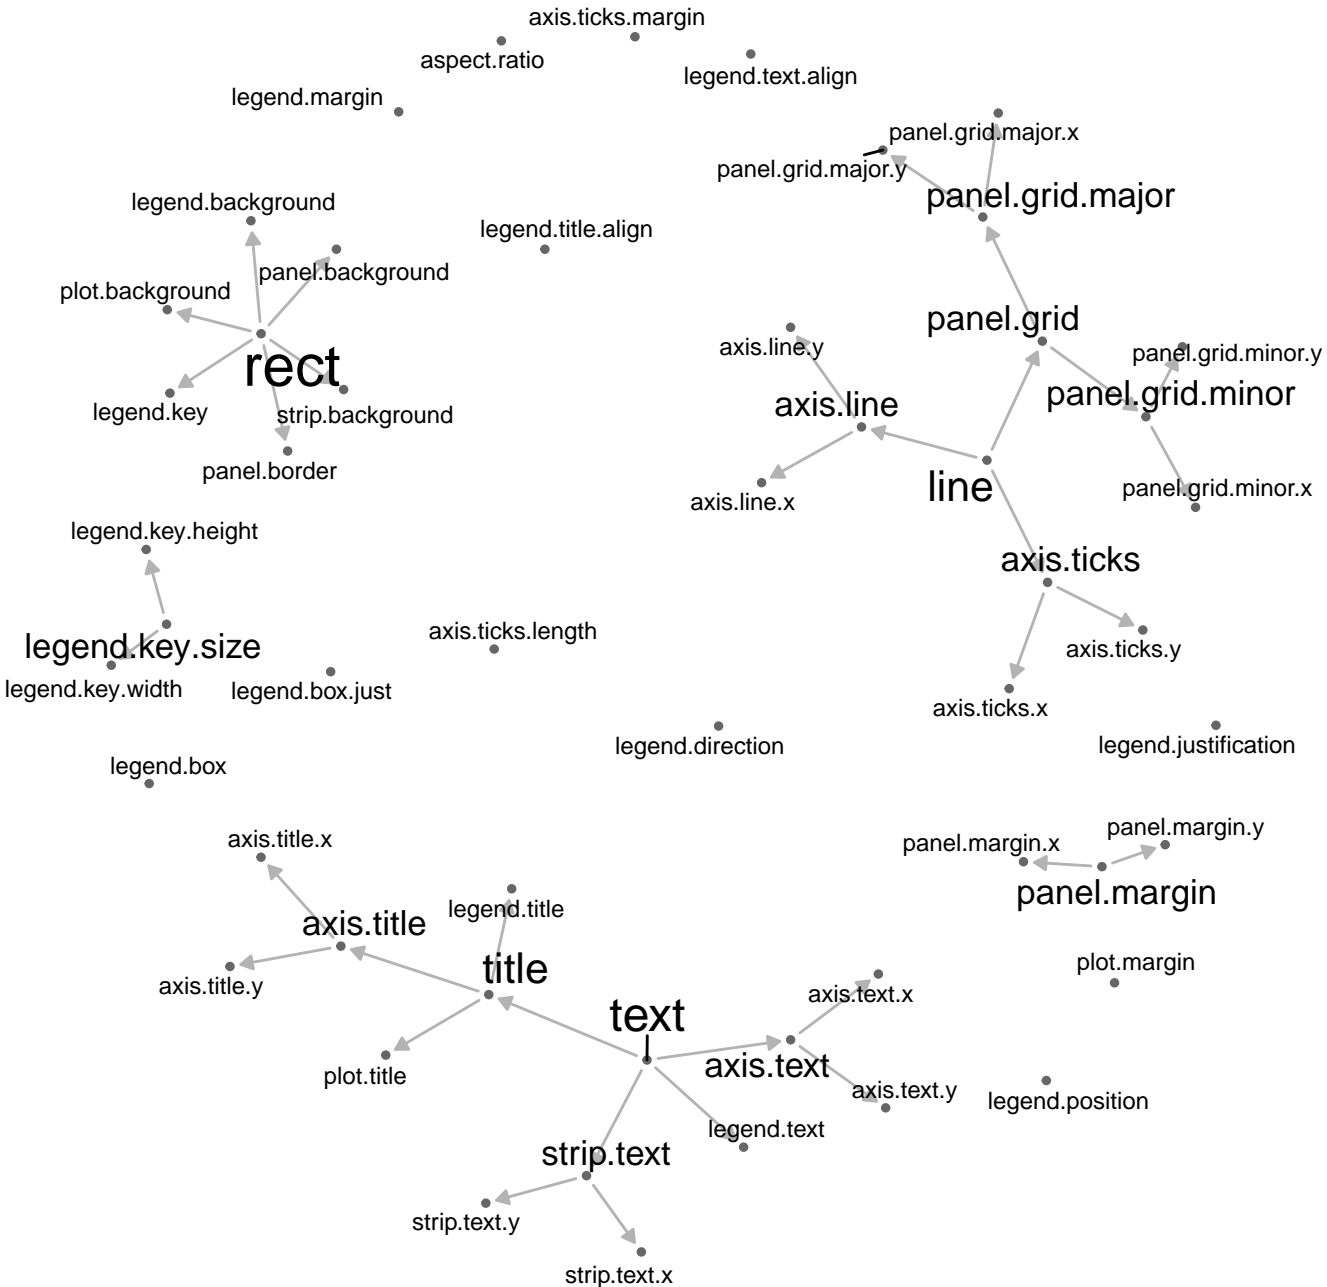 axis.ticks.margin
aspect.ratio
legend.text.align
legend.margin
panel.grid.major.x
panel.grid.major.y
panel.grid.major
legend.background
legend.title.align
panel.background
plot.background
panel.grid
axis.line.y
panel.grid.minor.y
rect
panel.grid.minor
axis.line
legend.key
strip.background
panel.border
line
panel.grid.minor.x
axis.line.x
legend.key.height
axis.ticks
axis.ticks.length
legend.key.size
axis.ticks.y
legend.key.width
legend.box.just
axis.ticks.x
legend.direction
legend.justification
legend.box
panel.margin.y
axis.title.x
panel.margin.x
panel.margin
legend.title
axis.title
plot.margin
title
axis.title.y
axis.text.x
text
axis.text
plot.title
axis.text.y
legend.position
legend.text
strip.text
strip.text.y
strip.text.x